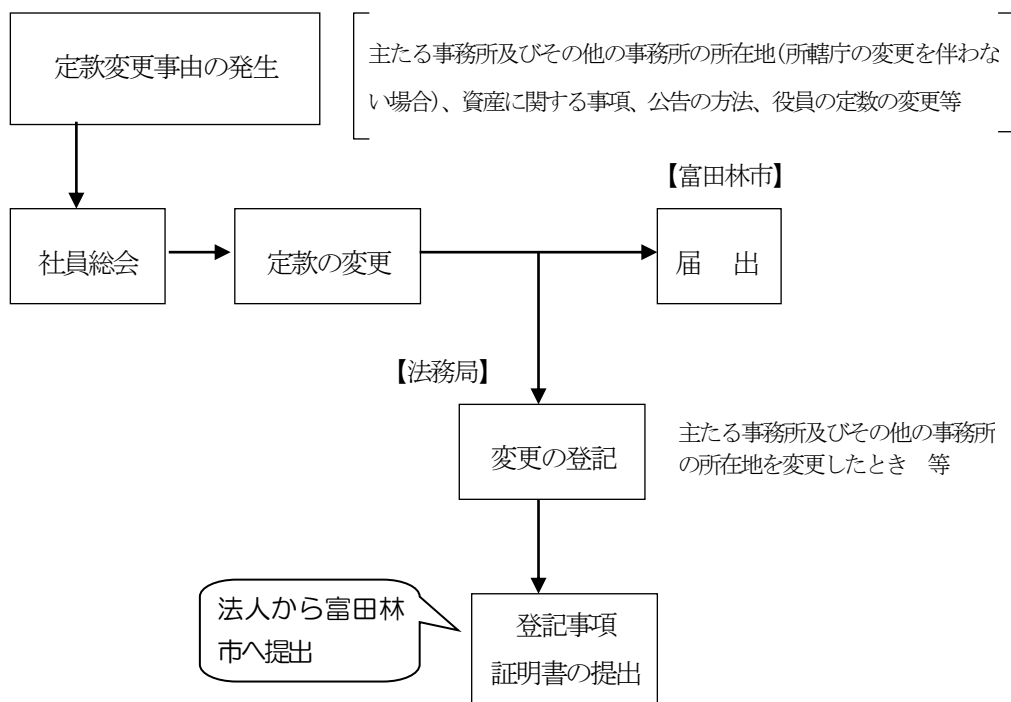 定款変更事由の発生
主たる事務所及びその他の事務所の所在地(所轄庁の変更を伴わな
い場合)、資産に関する事項、公告の方法、役員の定数の変更等
【富田林市】
社員総会
定款の変更
届　出
【法務局】
変更の登記
主たる事務所及びその他の事務所
の所在地を変更したとき　等
法人から富田林
市へ提出
登記事項
証明書の提出